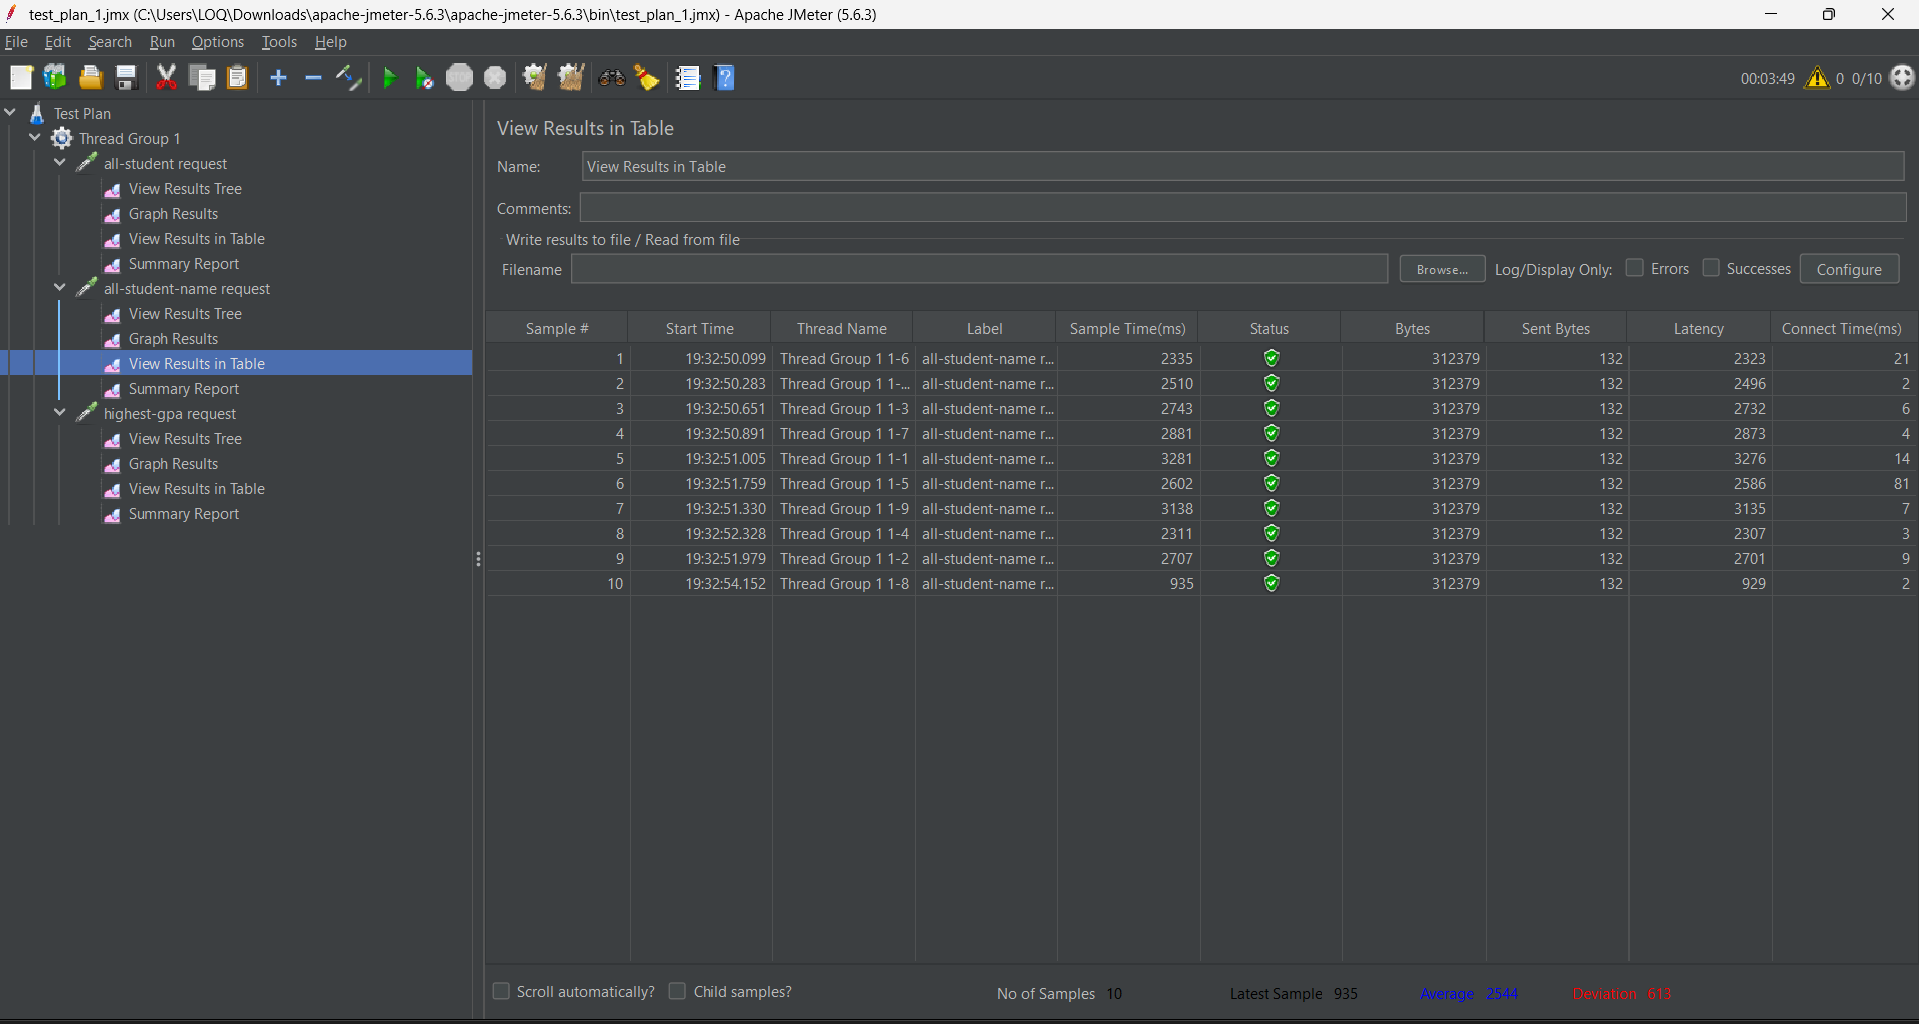 test_plan_1.jmx (C:\Users\LOQ\Downloads\apache-jmeter-5.6.3\apache-jmeter-5.6.3\bin\test_plan_1.jmx) - Apache JMeter (5.6.3)
File Edit Search Run Options Tools Help
STOP ? 00:03:49 0 0/10
Test Plan
Thread Group 1
all-student request
View Results Tree
Graph Results
View Results in Table
Summary Report
all-student-name request
View Results Tree
Graph Results
View Results in Table
Summary Report
highest-gpa request
View Results Tree
Graph Results
View Results in Table
Summary Report
View Results in Table
Name: View Results in Table
Comments:
Write results to file / Read from file
Filename Browse... Log/Display Only: Errors Successes Configure
Sample # Start Time Thread Name Label Sample Time(ms) Status Bytes Sent Bytes Latency Connect Time(ms)
1 19:32:50.099 Thread Group 1 1-6 all-student-name r... 2335 312379 132 2323 21
2 19:32:50.283 Thread Group 1 1-... all-student-name r... 2510 312379 132 2496 2
3 19:32:50.651 Thread Group 1 1-3 all-student-name r... 2743 312379 132 2732 6
4 19:32:50.891 Thread Group 1 1-7 all-student-name r... 2881 312379 132 2873 4
5 19:32:51.005 Thread Group 1 1-1 all-student-name r... 3281 312379 132 3276 14
6 19:32:51.759 Thread Group 1 1-5 all-student-name r... 2602 312379 132 2586 81
7 19:32:51.330 Thread Group 1 1-9 all-student-name r... 3138 312379 132 3135 7
8 19:32:52.328 Thread Group 1 1-4 all-student-name r... 2311 312379 132 2307 3
9 19:32:51.979 Thread Group 1 1-2 all-student-name r... 2707 312379 132 2701 9
10 19:32:54.152 Thread Group 1 1-8 all-student-name r... 935 312379 132 929 2
Scroll automatically? Child samples? No of Samples 10 Latest Sample 935 Average 2544 Deviation 613